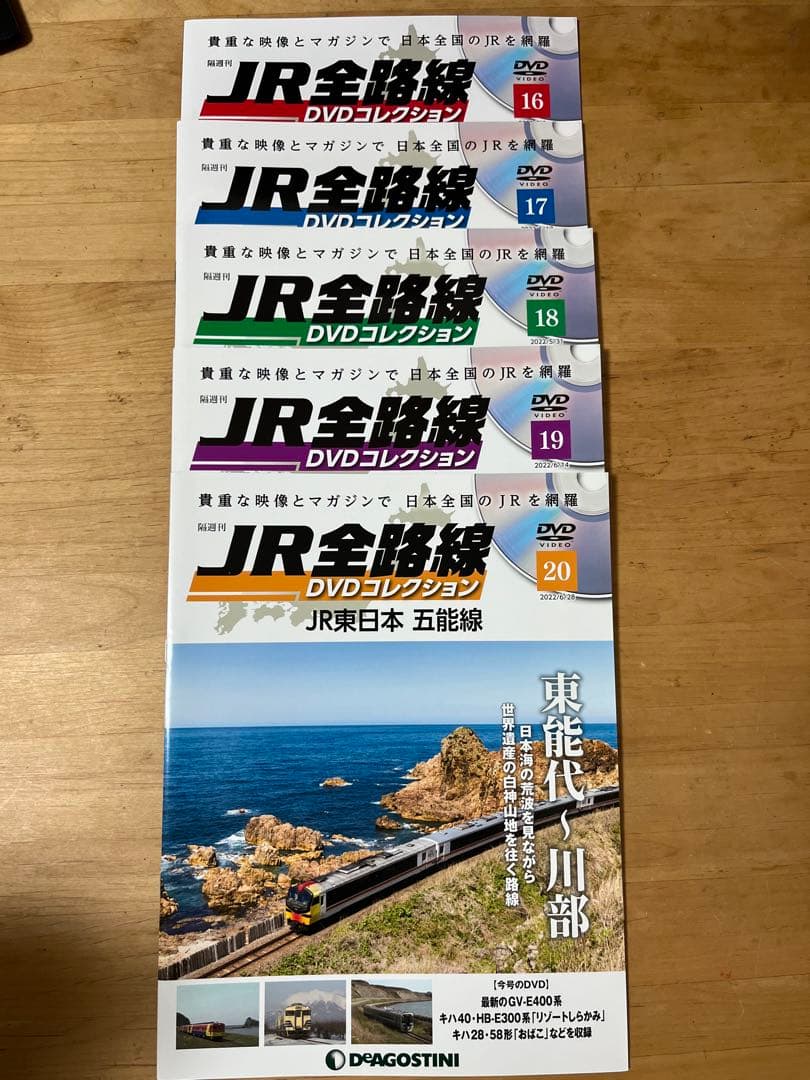 貴重な映像とマガジンで 日本全国のJRを網羅
隔週刊
JR全路線
DVDコレクション
DVD
VIDEO
16
貴重な映像とマガジンで 日本全国のJRを網羅
隔週刊
JR全路線
DVDコレクション
DVD
VIDEO
17
貴重な映像とマガジンで 日本全国のJRを網羅
隔週刊
JR全路線
DVDコレクション
DVD
VIDEO
18
2022/5/31
貴重な映像とマガジンで 日本全国のJRを網羅
隔週刊
JR全路線
DVDコレクション
DVD
VIDEO
19
2022/6/14
貴重な映像とマガジンで 日本全国のJRを網羅
隔週刊
JR全路線
DVDコレクション
DVD
VIDEO
20
2022/6/28
JR東日本 五能線
東能代〜川部
日本海の荒波を見ながら
世界遺産の白神山地を往く路線
【今号のDVD】
最新のGV-E400系
キハ40・HB-E300系「リゾートしらかみ」
キハ28・58形「おばこ」などを収録
DeAGOSTINI